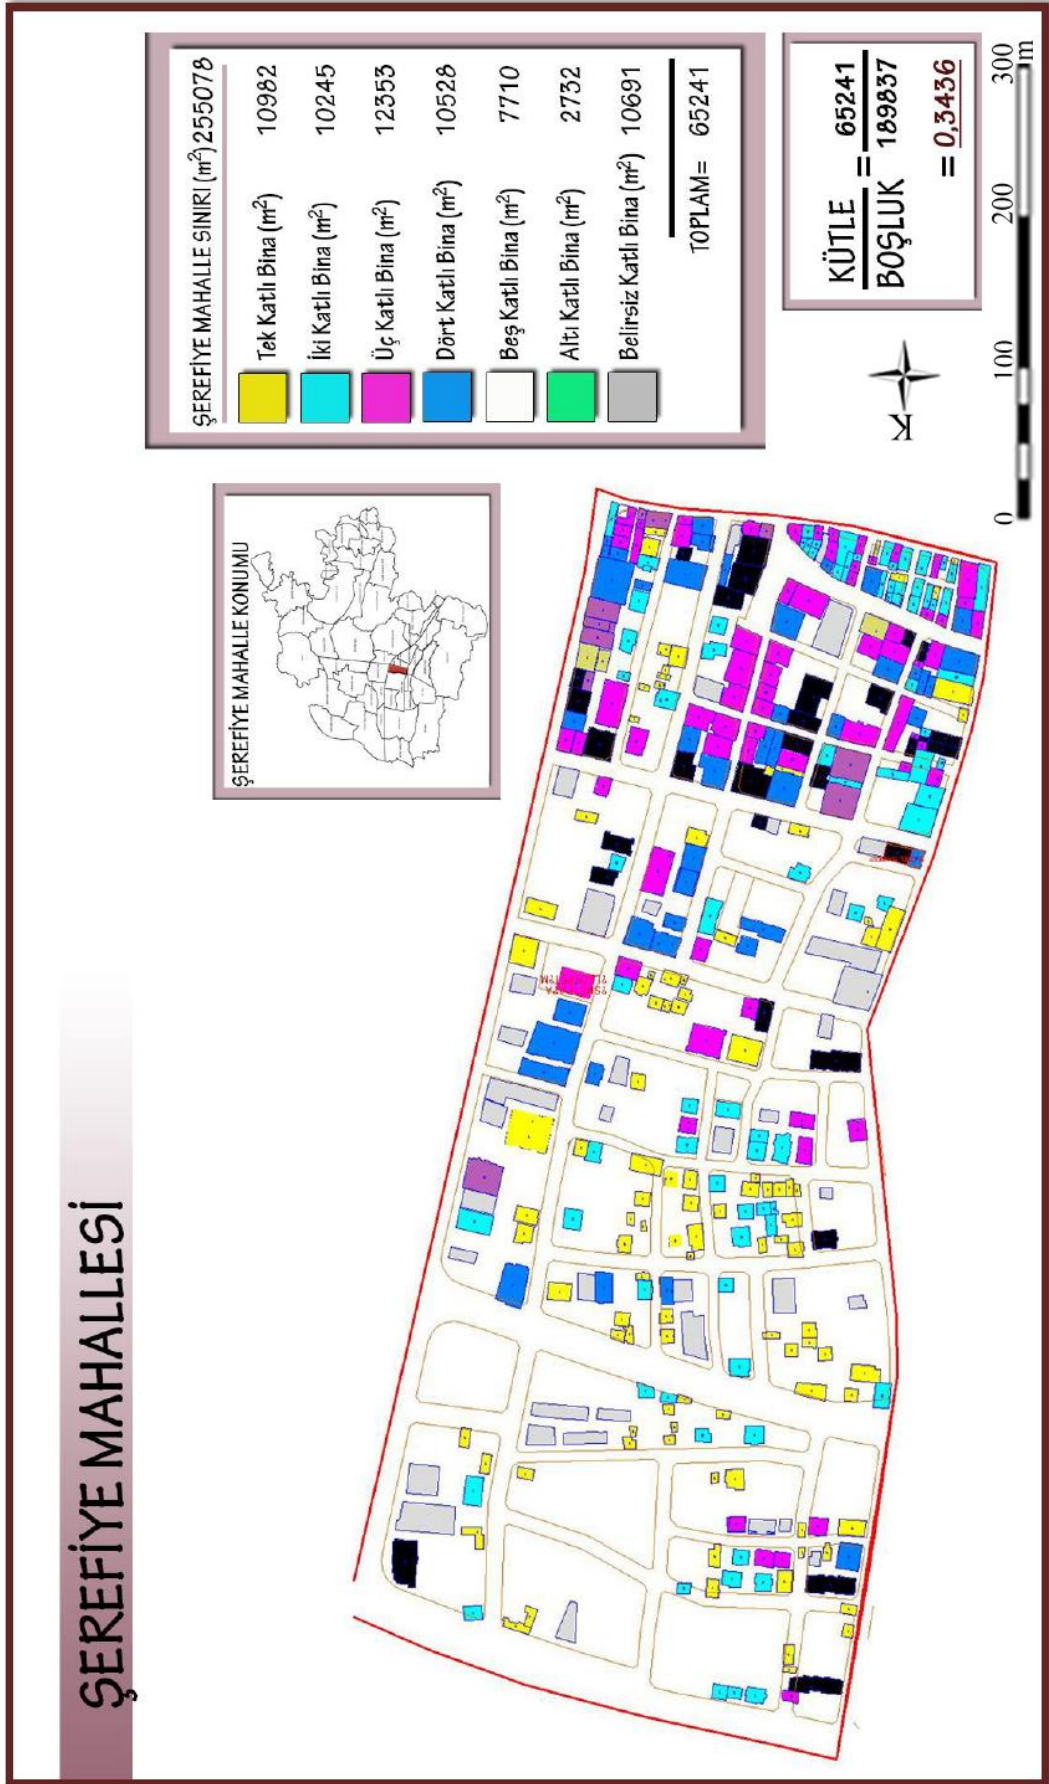 ŞEREFİYE MAHALLESİ
ŞEREFİYE MAHALLE KONUMU
ŞEREFİYE MAHALLE SINIRI (m²) 255078
Tek Katlı Bina (m²) 10982
İki Katlı Bina (m²) 10245
Üç Katlı Bina (m²) 12353
Dört Katlı Bina (m²) 10528
Beş Katlı Bina (m²) 7710
Altı Katlı Bina (m²) 2732
Belirsiz Katlı Bina (m²) 10691
TOPLAM= 65241
KÜTLE = 65241
BOŞLUK 189837
= 0,3436
K
0 100 200 300
m